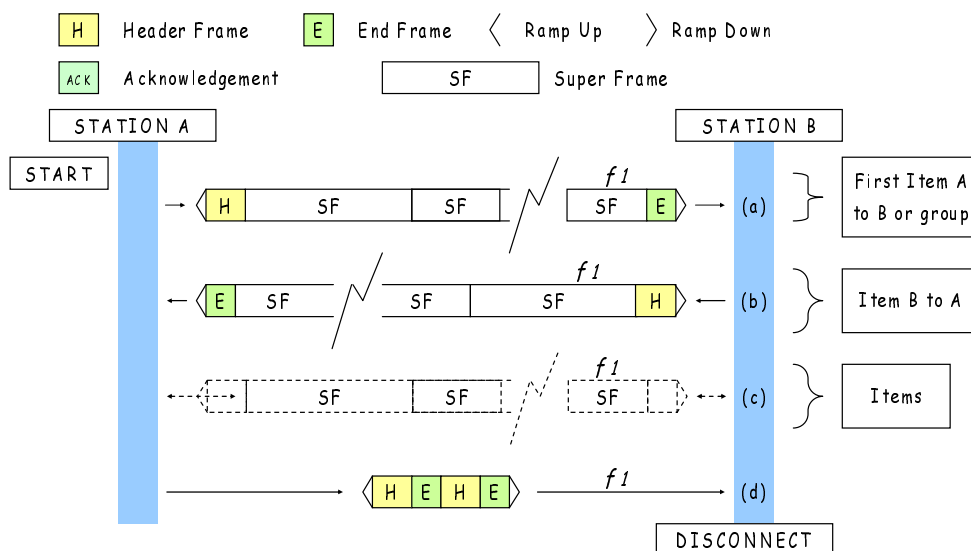 H Header Frame E End Frame Ramp Up Ramp Down
ACK Acknowledgement SF Super Frame
STATION A STATION B
START
H SF SF f1 SF E (a) First Item A
to B or group
E SF SF f1 SF H (b) Item B to A
SF SF f1 SF (c) Items
H E H E f1 (d)
DISCONNECT